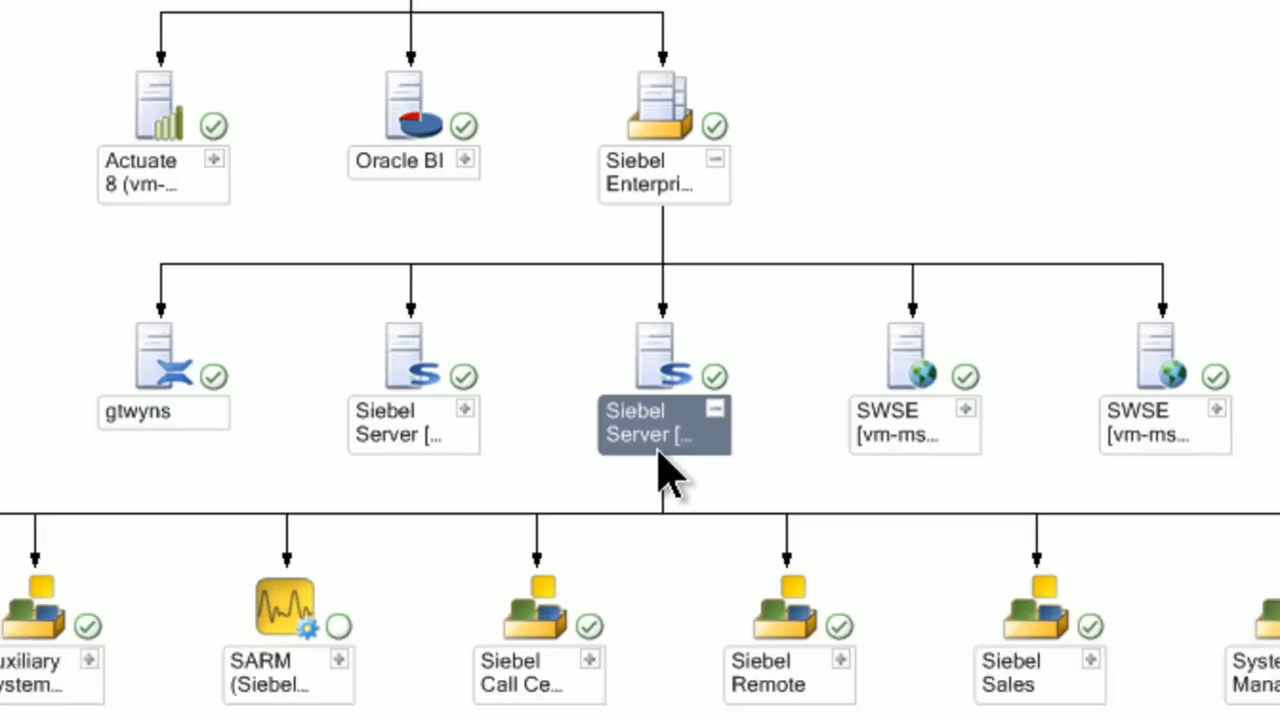 Actuate
8 (vm-...
Oracle BI
Siebel
Enterpri...
gtwyns
Siebel
Server [...
Siebel
Server [...
SWSE
[vm-ms...
SWSE
[vm-ms...
uxiliary
ystem...
SARM
(Siebel...
Siebel
Call Ce...
Siebel
Remote
Siebel
Sales
Syste
Mana